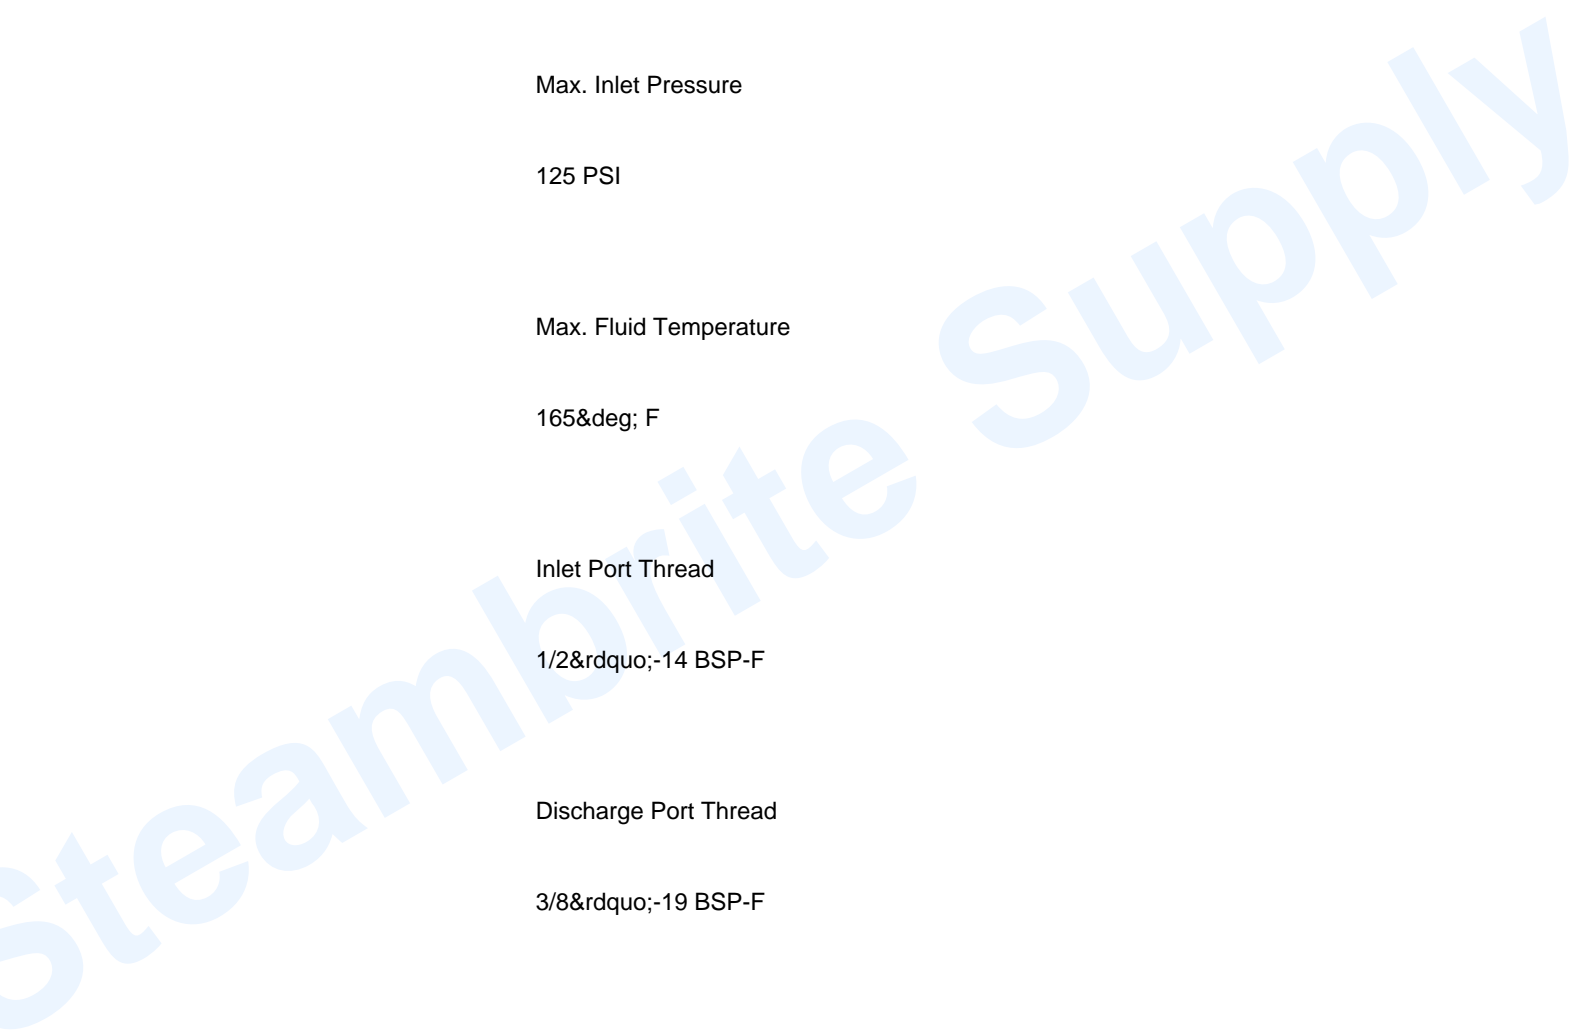 Max. Inlet Pressure
125 PSI
Max. Fluid Temperature
165&deg; F
Inlet Port Thread
1/2&rdquo;-14 BSP-F
Discharge Port Thread
3/8&rdquo;-19 BSP-F
Steambrite Supply